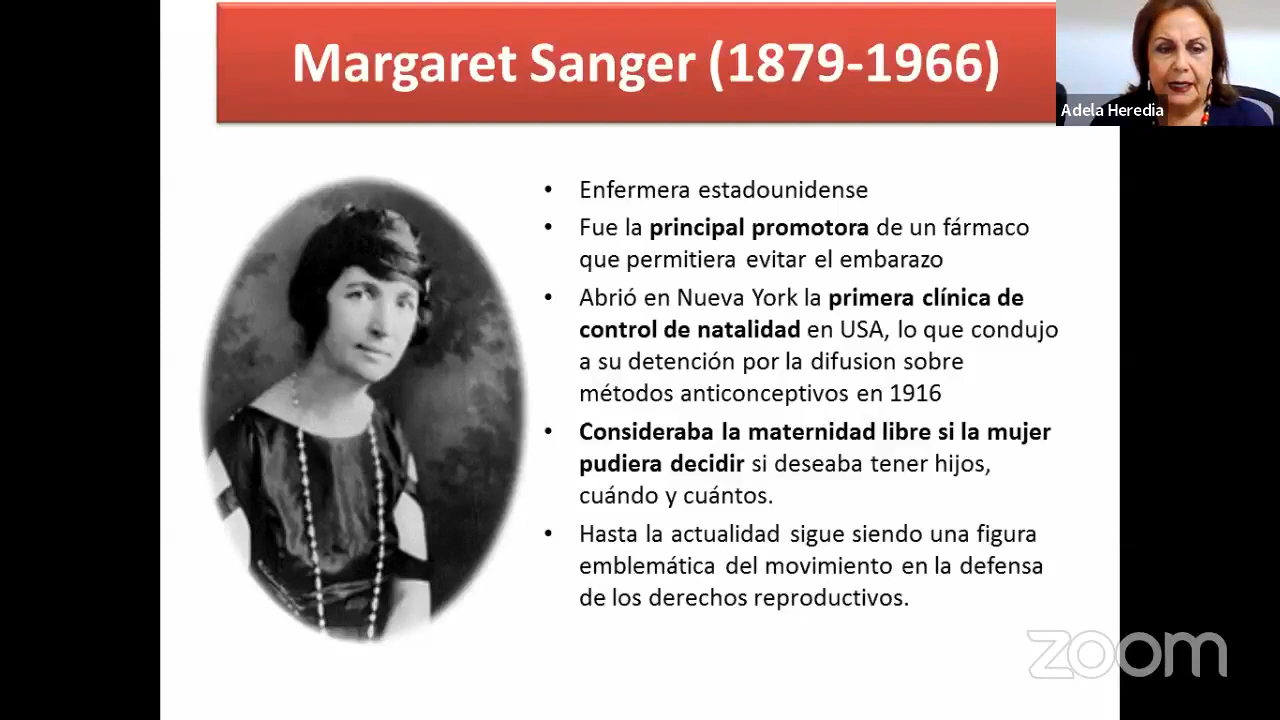 Margaret Sanger (1879-1966)
Adela Heredia
• Enfermera estadounidense
• Fue la principal promotora de un fármaco
que permitiera evitar el embarazo
• Abrió en Nueva York la primera clínica de
control de natalidad en USA, lo que condujo
a su detención por la difusion sobre
métodos anticonceptivos en 1916
• Consideraba la maternidad libre si la mujer
pudiera decidir si deseaba tener hijos,
cuándo y cuántos.
• Hasta la actualidad sigue siendo una figura
emblemática del movimiento en la defensa
de los derechos reproductivos.
zoom